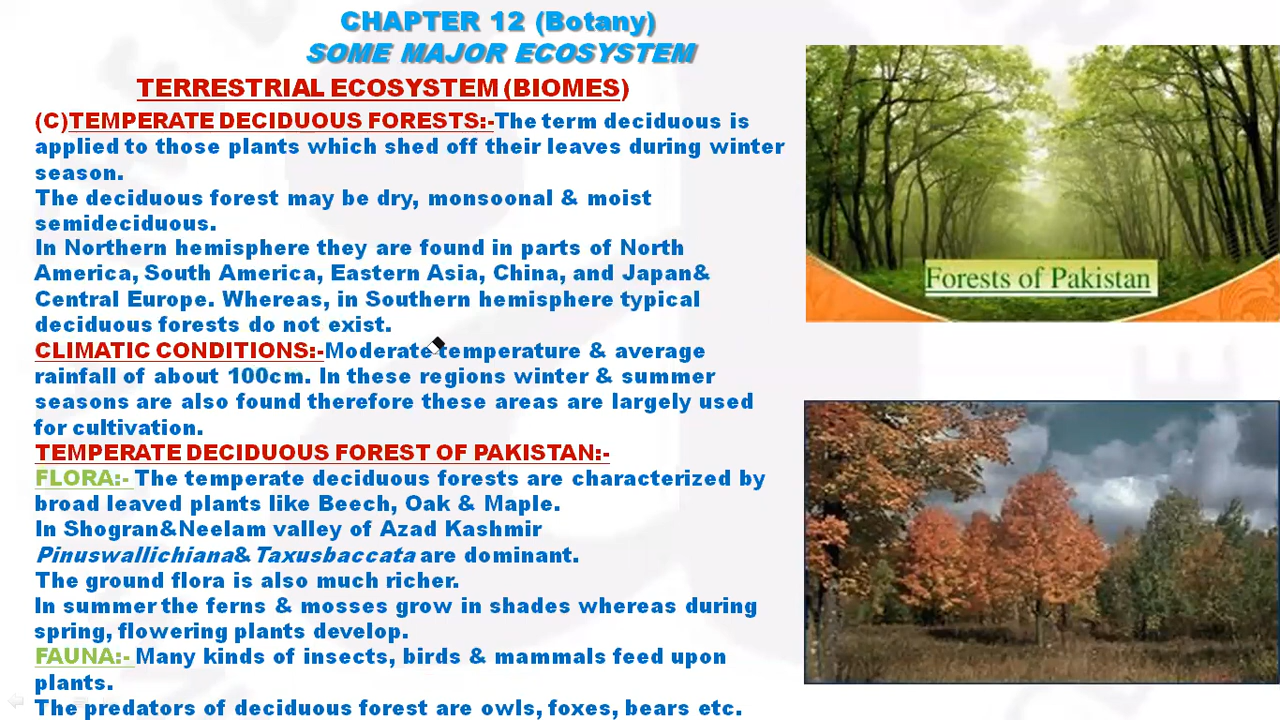 CHAPTER 12 (Botany)
SOME MAJOR ECOSYSTEM
TERRESTRIAL ECOSYSTEM (BIOMES)
(C)TEMPERATE DECIDUOUS FORESTS:-The term deciduous is
applied to those plants which shed off their leaves during winter
season.
The deciduous forest may be dry, monsoonal & moist
semideciduous.
In Northern hemisphere they are found in parts of North
America, South America, Eastern Asia, China, and Japan&
Central Europe. Whereas, in Southern hemisphere typical
deciduous forests do not exist.
CLIMATIC CONDITIONS:-Moderate temperature & average
rainfall of about 100cm. In these regions winter & summer
seasons are also found therefore these areas are largely used
for cultivation.
TEMPERATE DECIDUOUS FOREST OF PAKISTAN:-
FLORA:- The temperate deciduous forests are characterized by
broad leaved plants like Beech, Oak & Maple.
In Shogran&Neelam valley of Azad Kashmir
Pinuswallichiana& Taxusbaccata are dominant.
The ground flora is also much richer.
In summer the ferns & mosses grow in shades whereas during
spring, flowering plants develop.
FAUNA:- Many kinds of insects, birds & mammals feed upon
plants.
The predators of deciduous forest are owls, foxes, bears etc.
Forests of Pakistan